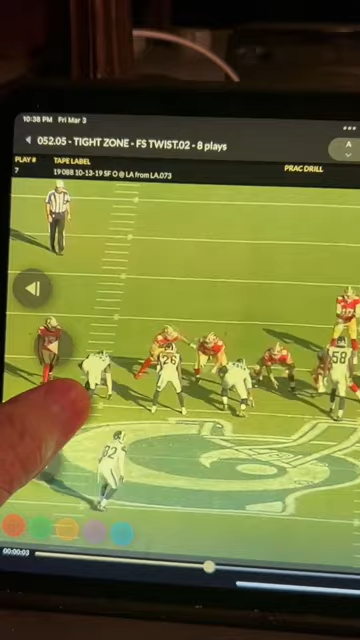 10:38 PM Fri Mar 3
052.05 - TIGHT ZONE - FS TWIST.02 - 8 plays
A
PLAY # TAPE LABEL PRAC DRILL
7 19 088 10-13-19 SF O @ LA from LA.073
26
58
00:00:03